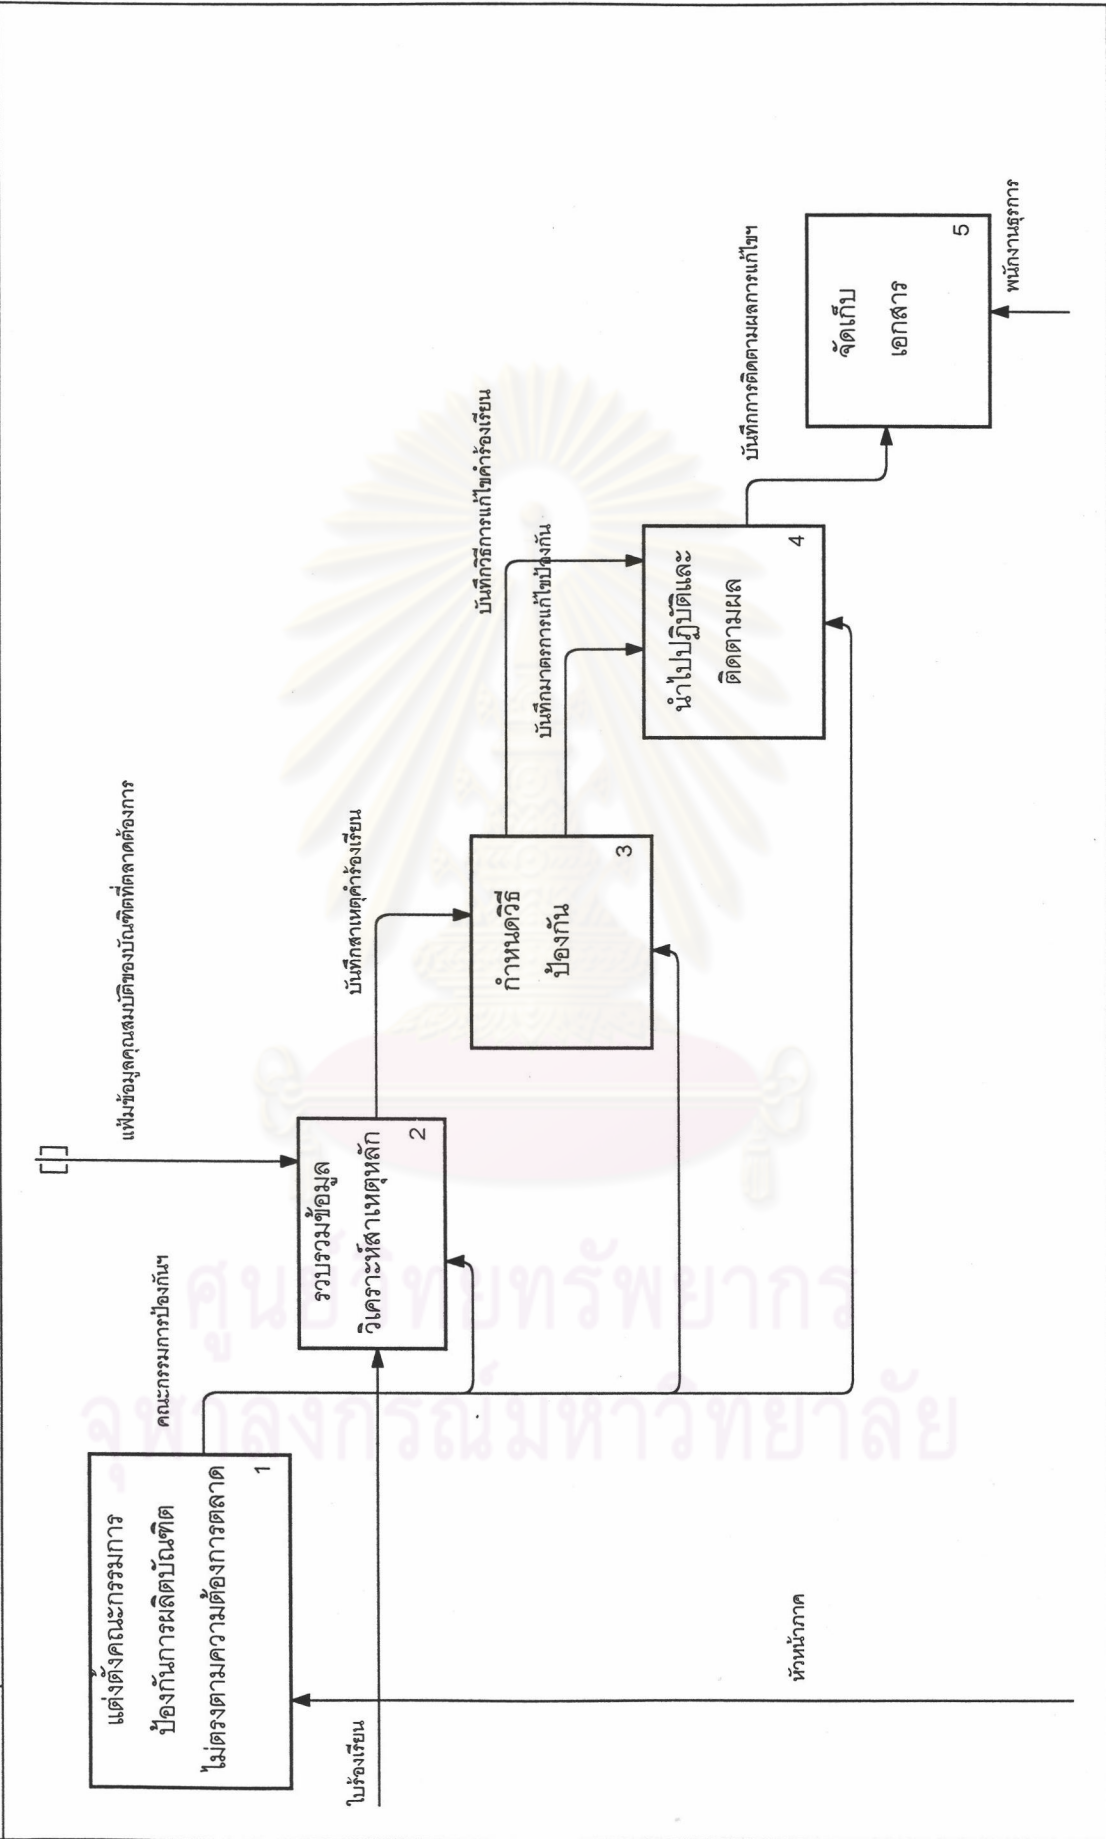 แต่งตั้งคณะกรรมการ
ป้องกันการผลิตบัณฑิต
ไม่ตรงตามความต้องการตลาด
1
คณะกรรมการป้องกันฯ
ใบร้องเรียน
หัวหน้าภาค
แฟ้มข้อมูลคุณสมบัติของบัณฑิตที่ตลาดต้องการ
รวบรวมข้อมูล
วิเคราะห์สาเหตุหลัก
2
บันทึกสาเหตุคำร้องเรียน
กำหนดวิธี
ป้องกัน
3
บันทึกวิธีการแก้ไขคำร้องเรียน
บันทึกมาตรการแก้ไขป้องกัน
นำไปปฏิบัติและ
ติดตามผล
4
บันทึกการติดตามผลการแก้ไขฯ
จัดเก็บ
เอกสาร
5
พนักงานธุรการ
ศูนย์วิทยทรัพยากร
จุฬาลงกรณ์มหาวิทยาลัย